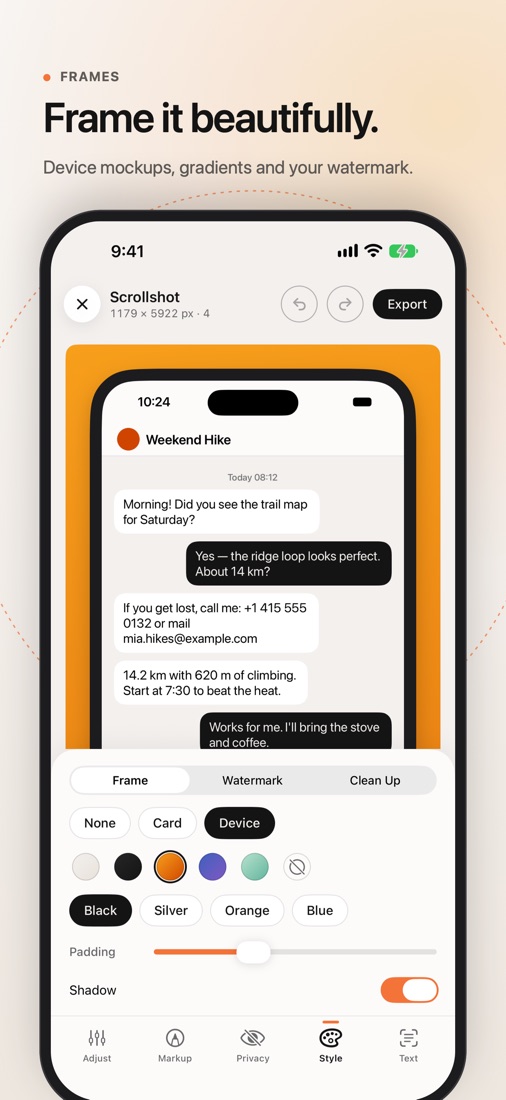 FRAMES
Frame it beautifully.
Device mockups, gradients and your watermark.
9:41
Scrollshot
1179 × 5922 px · 4
Export
10:24
Weekend Hike
Today 08:12
Morning! Did you see the trail map
for Saturday?
Yes — the ridge loop looks perfect.
About 14 km?
If you get lost, call me: +1 415 555
0132 or mail
mia.hikes@example.com
14.2 km with 620 m of climbing.
Start at 7:30 to beat the heat.
Works for me. I'll bring the stove
and coffee.
Frame
Watermark
Clean Up
None
Card
Device
Black
Silver
Orange
Blue
Padding
Shadow
Adjust
Markup
Privacy
Style
Text